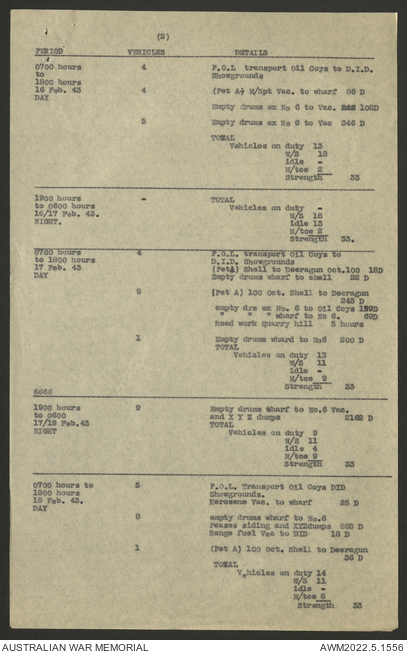 (2)
PERIOD VEHICLES DETAILS
0700 hours 4 P.O.L. transport Oil Coys to D.I.D.
to Showgrounds
1800 hours
16 Feb. 43 4 (Pet A) M/Spt Vac. to wharf 86 D
DAY
Empty drums ex No 6 to Vac. 108D
5 Empty drums ex No 6 to Vac 346 D
TOTAL
Vehicles on duty 13
W/S 18
idle -
M/tce 2
Strength 33
1900 hours - TOTAL
to 0600 hours Vehicles on duty -
16/17 Feb. 43. W/S 18
NIGHT. idle 13
M/tce 2
Strength 33.
0700 hours 4 P.O.L. transport Oil Coys to
to 1800 hours D.I.D. Showgrounds
17 Feb. 43 (PetA) Shell to Deeragun Oct.100 18D
DAY Empty drums wharf to shell 22 D
8 (Pet A) 100 Oct. Shell to Deeragun
245 D
empty drs ex No. 6 to Oil Coys D
" " " wharf to No 6. 62D
Road work Quarry hill 5 hours
1 Empty drums whard to No6 200 D
TOTAL
Vehicles on duty 13
W/S 11
idle -
M/tce 9
Strength 33
6666
1900 hours 9 Empty drums wharf to No.6 Vac.
to 0600 and X Y Z dumps 2162 D
17/18 Feb.43 TOTAL
NIGHT Vehicles on duty 9
W/S 11
idle 4
M/tce 9
Strength 33
0700 hours to 5 P.O.L. Transport Oil Coys DID
1800 hours Showgrounds.
18 Feb. 43. Kerosene Vac. to wharf 25 D
DAY
8 empty drums wharf to No.6
Peases siding and XYZdumps 868 D
Range fuel Vac to DID 18 D
1 (Pet A) 100 Oct. Shell to Deeragun
36 D
TOTAL
Vehicles on duty 14
W/S 11
idle -
M/tce 8
Strength 33
AUSTRALIAN WAR MEMORIAL AWM2022.5.1556